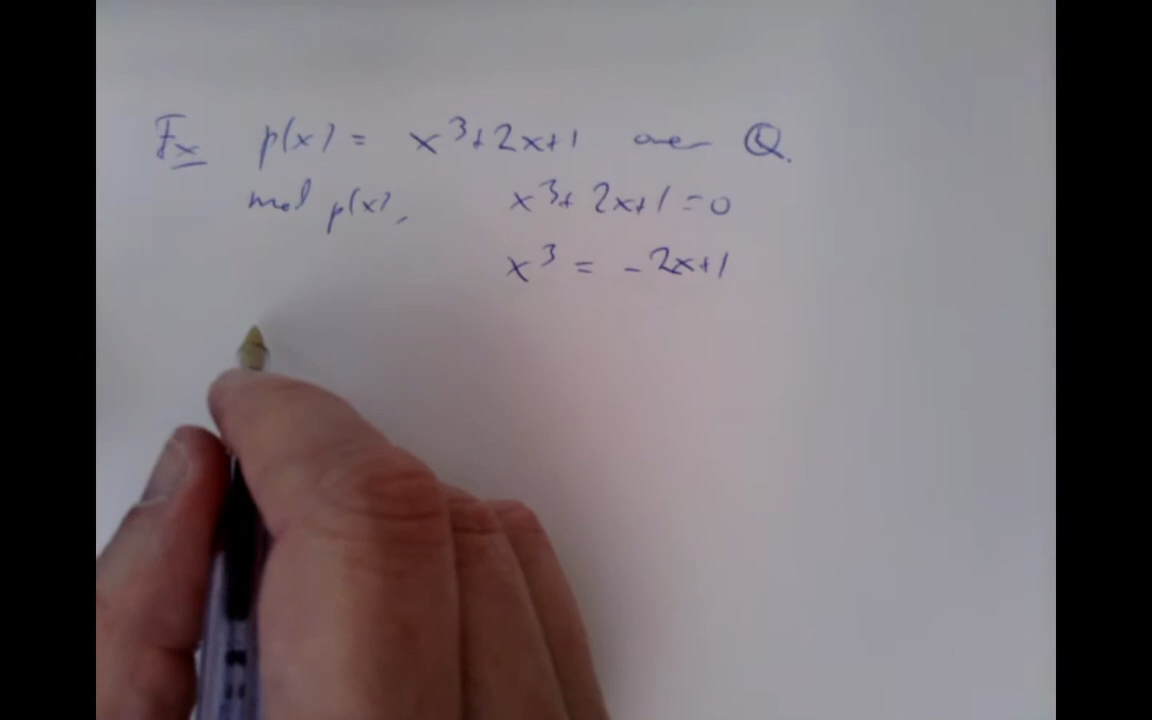 Ex p(x) = x³+2x+1 over Q.
mod p(x), x³+2x+1=0
x³ = -2x+1